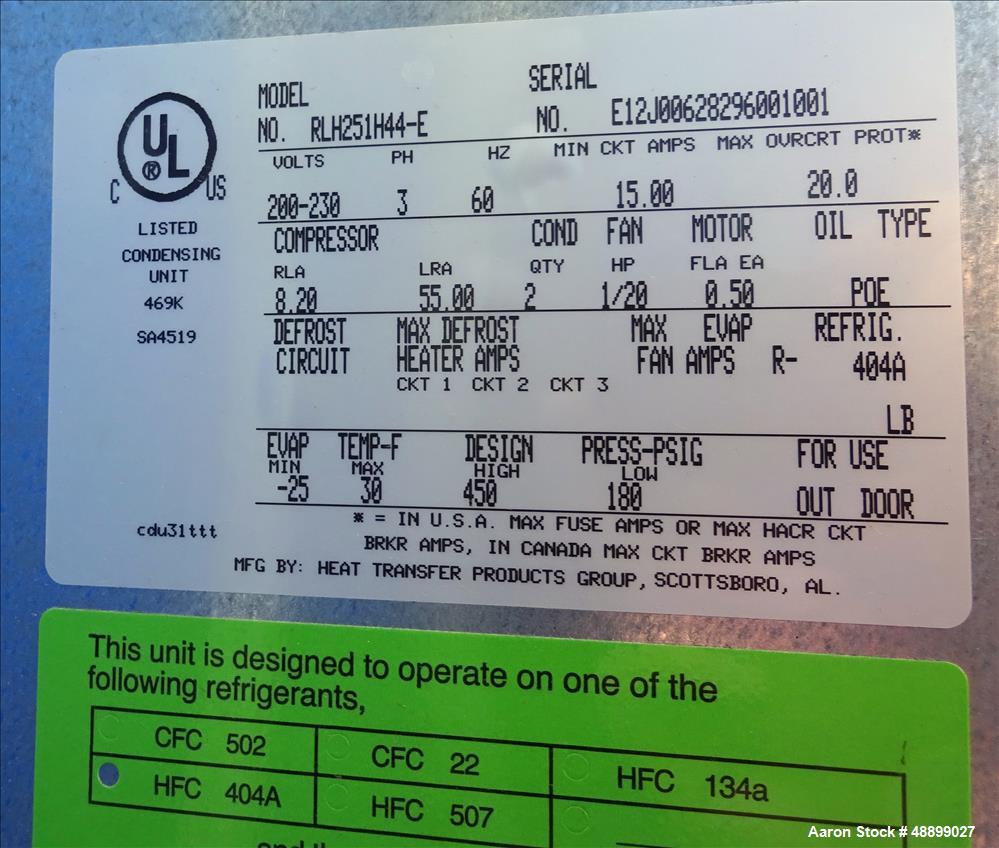 MODEL NO. RLH251H44-E SERIAL NO. E12J00628296001001
VOLTS PH HZ MIN CKT AMPS MAX OVRCRT PROT*
200-230 3 60 15.00 20.0
COMPRESSOR COND FAN MOTOR OIL TYPE
RLA LRA QTY HP FLA EA
8.20 55.00 2 1/20 0.50 POE
DEFROST MAX DEFROST MAX EVAP REFRIG.
CIRCUIT HEATER AMPS FAN AMPS R- 404A
CKT 1 CKT 2 CKT 3
LB
EVAP TEMP-F DESIGN PRESS-PSIG FOR USE
MIN MAX HIGH LOW
-25 30 450 180 OUT DOOR
* = IN U.S.A. MAX FUSE AMPS OR MAX HACR CKT
BRKR AMPS, IN CANADA MAX CKT BRKR AMPS
MFG BY: HEAT TRANSFER PRODUCTS GROUP, SCOTTSBORO, AL.
C UL ® US
LISTED
CONDENSING
UNIT
469K
SA4519
cdu31ttt
This unit is designed to operate on one of the
following refrigerants,
CFC 502 CFC 22 HFC 134a
HFC 404A HFC 507
Aaron Stock # 48899027